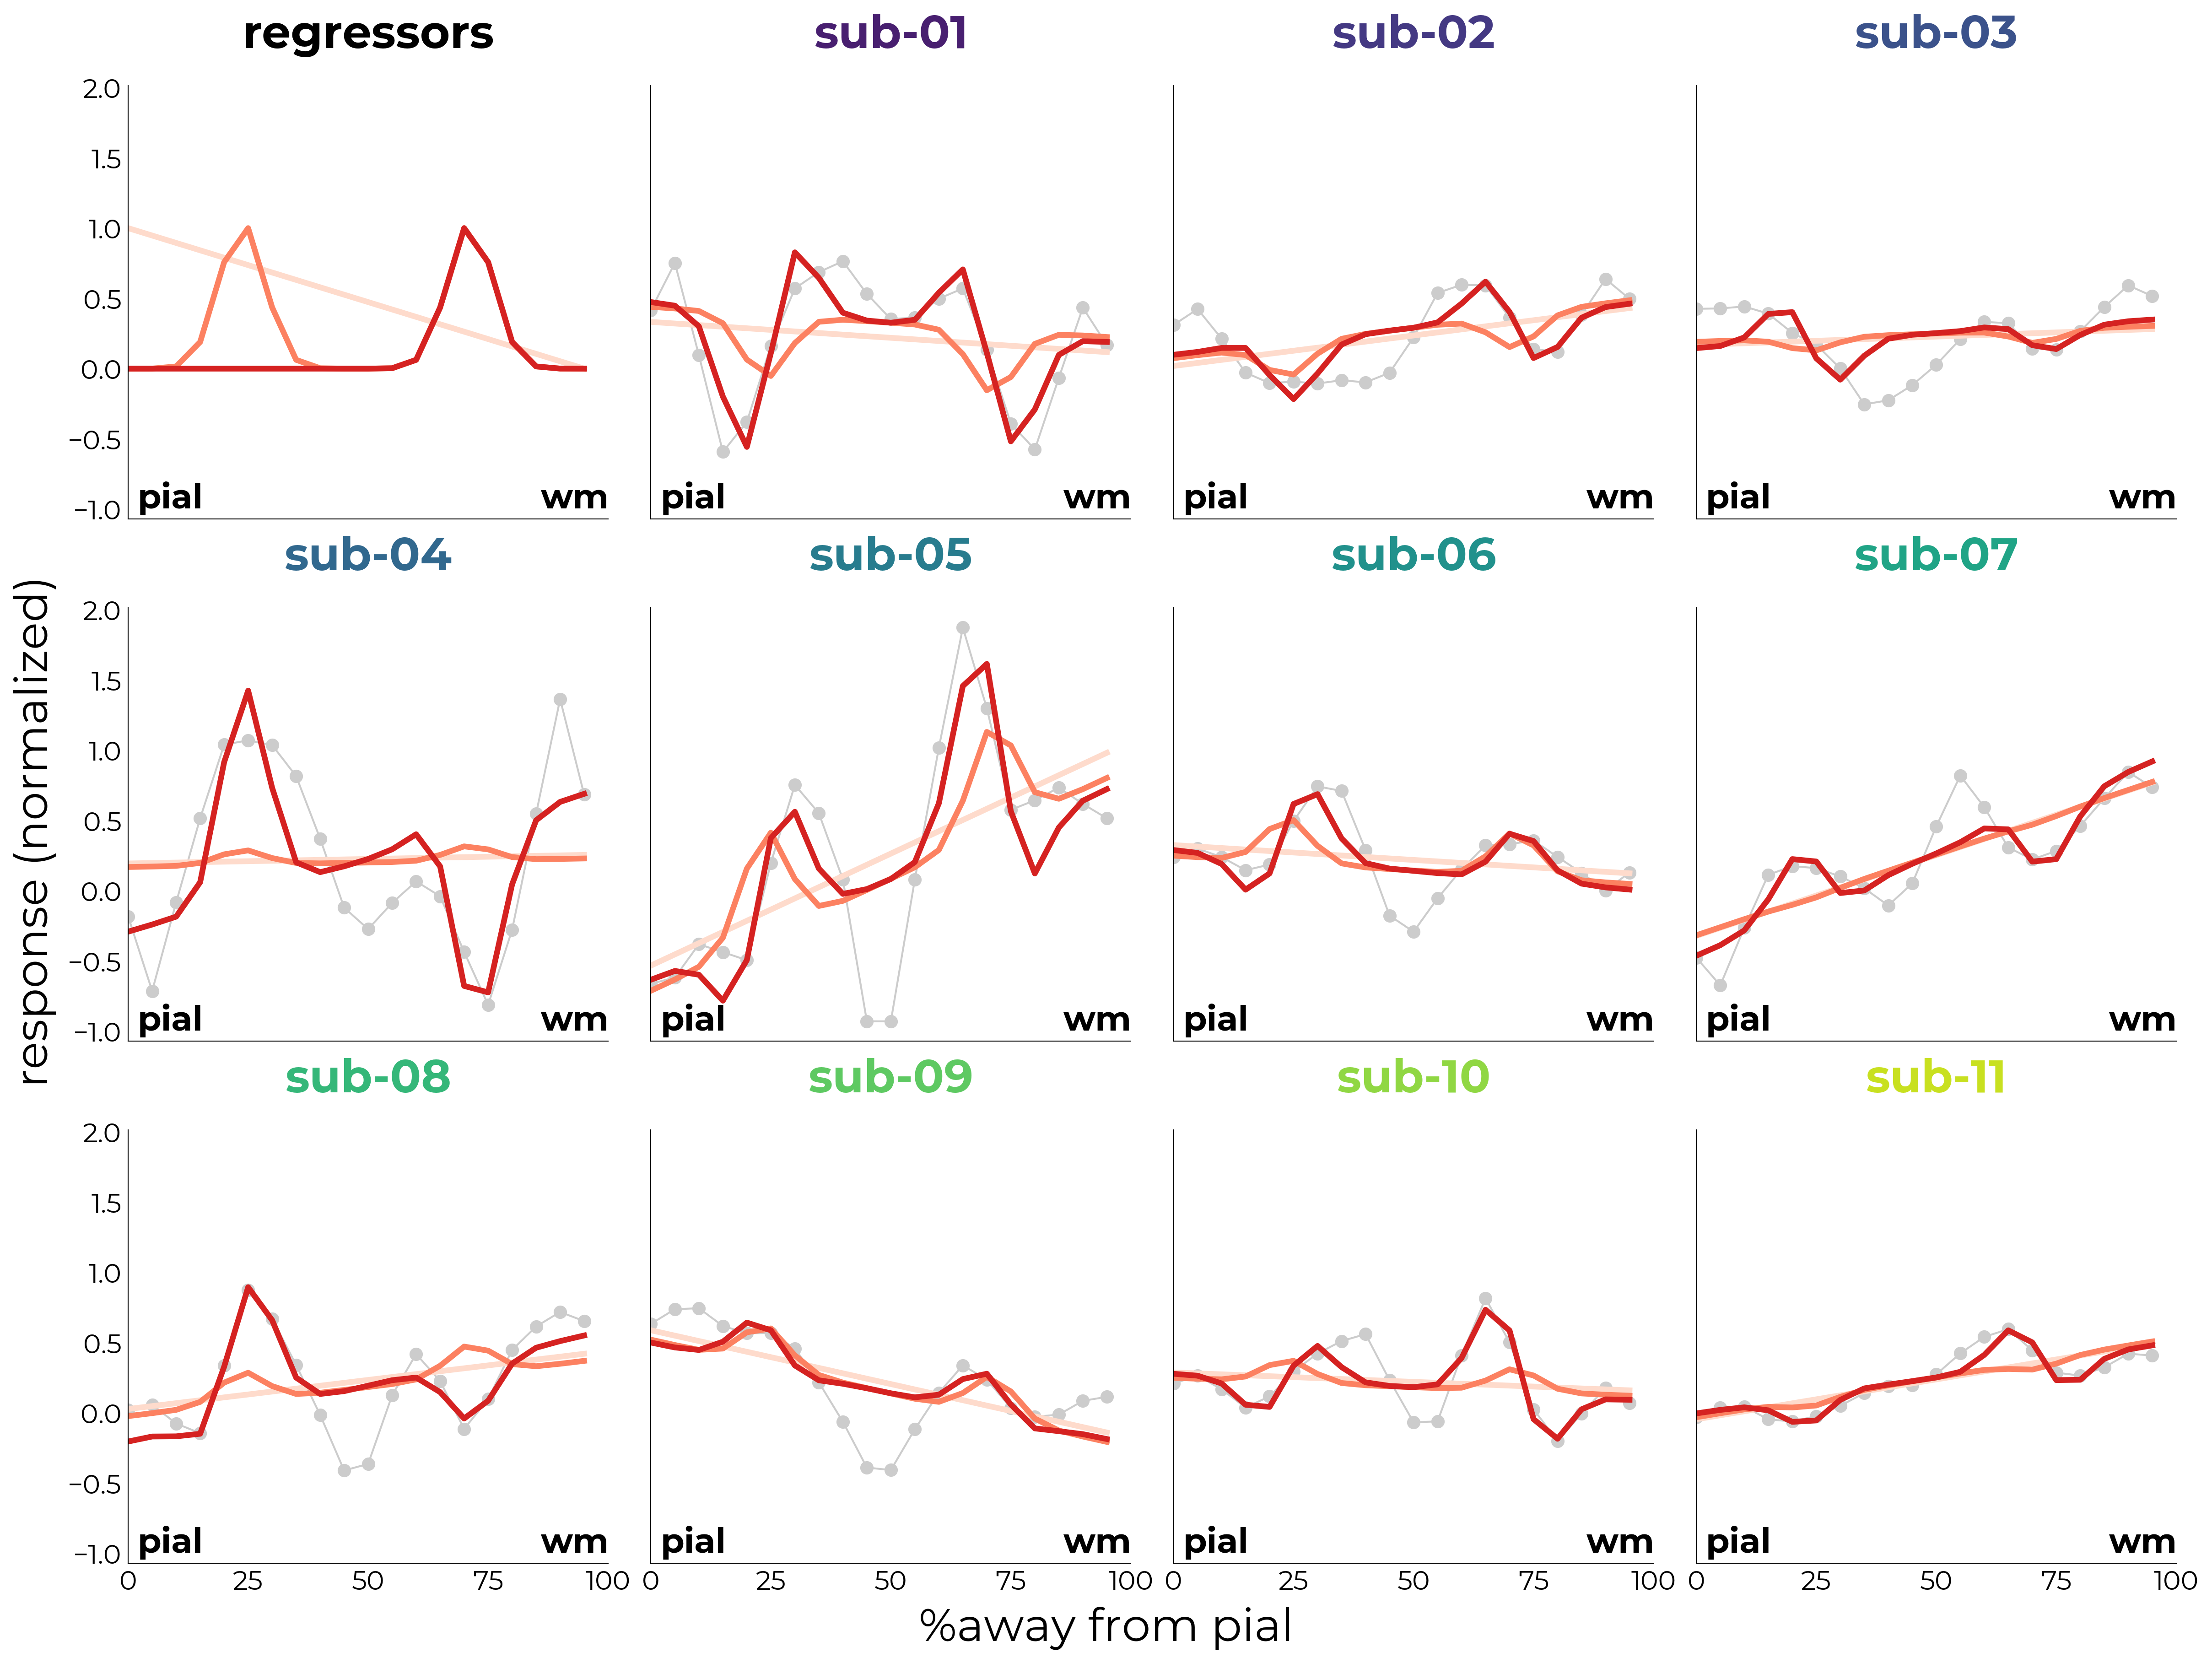 regressors sub-01 sub-02 sub-03
2.0
1.5
1.0
0.5
0.0
−0.5
−1.0
pial wm pial wm pial wm pial wm
sub-04 sub-05 sub-06 sub-07
response (normalized)
2.0
1.5
1.0
0.5
0.0
−0.5
−1.0
pial wm pial wm pial wm pial wm
sub-08 sub-09 sub-10 sub-11
2.0
1.5
1.0
0.5
0.0
−0.5
−1.0
pial wm pial wm pial wm pial wm
0 25 50 75 100 0 25 50 75 100 0 25 50 75 100 0 25 50 75 100
%away from pial